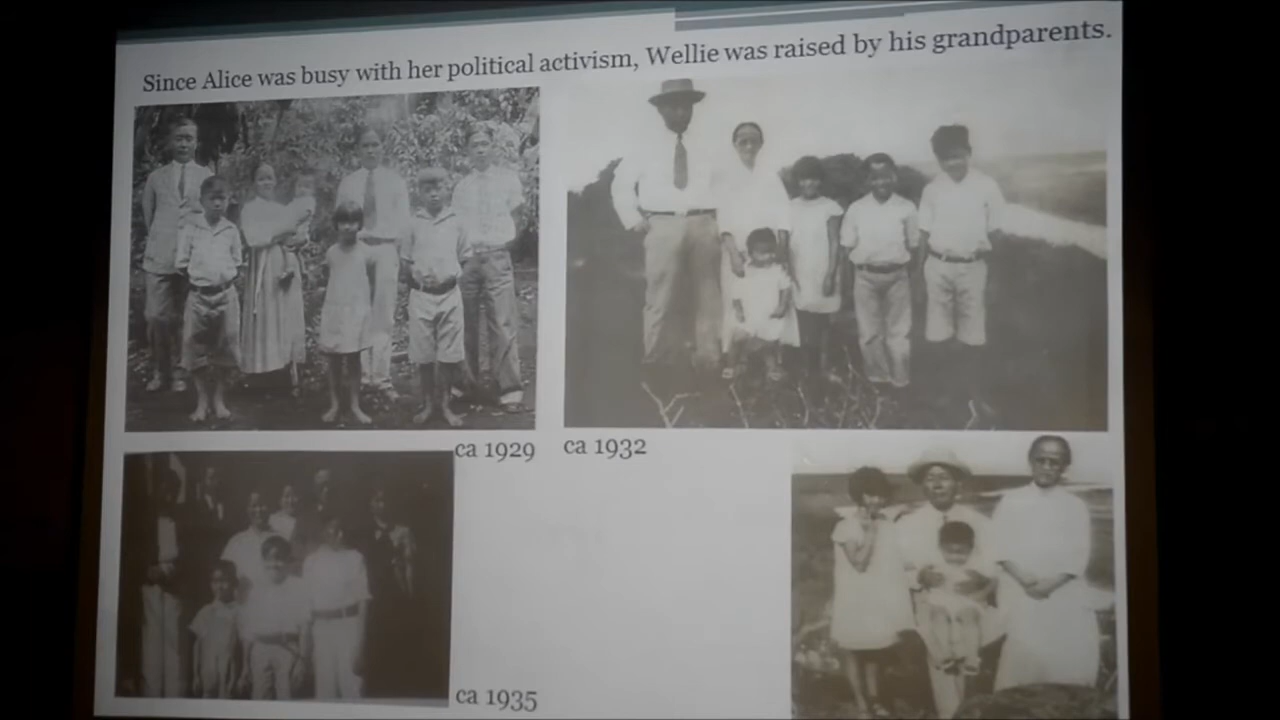 Since Alice was busy with her political activism, Wellie was raised by his grandparents.
ca 1929
ca 1932
ca 1935